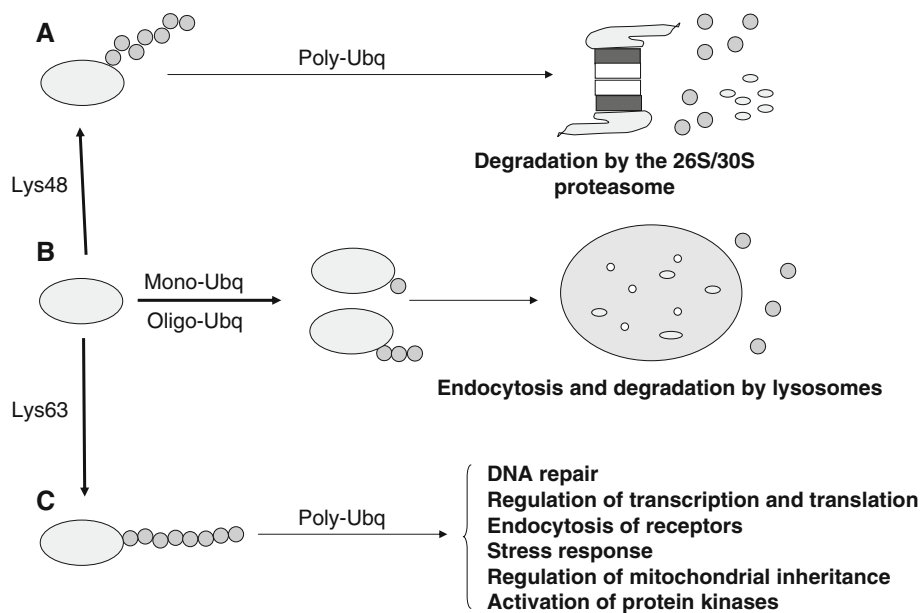 A
Poly-Ubq
Degradation by the 26S/30S
proteasome
Lys48
B
Mono-Ubq
Oligo-Ubq
Endocytosis and degradation by lysosomes
Lys63
C
Poly-Ubq
DNA repair
Regulation of transcription and translation
Endocytosis of receptors
Stress response
Regulation of mitochondrial inheritance
Activation of protein kinases